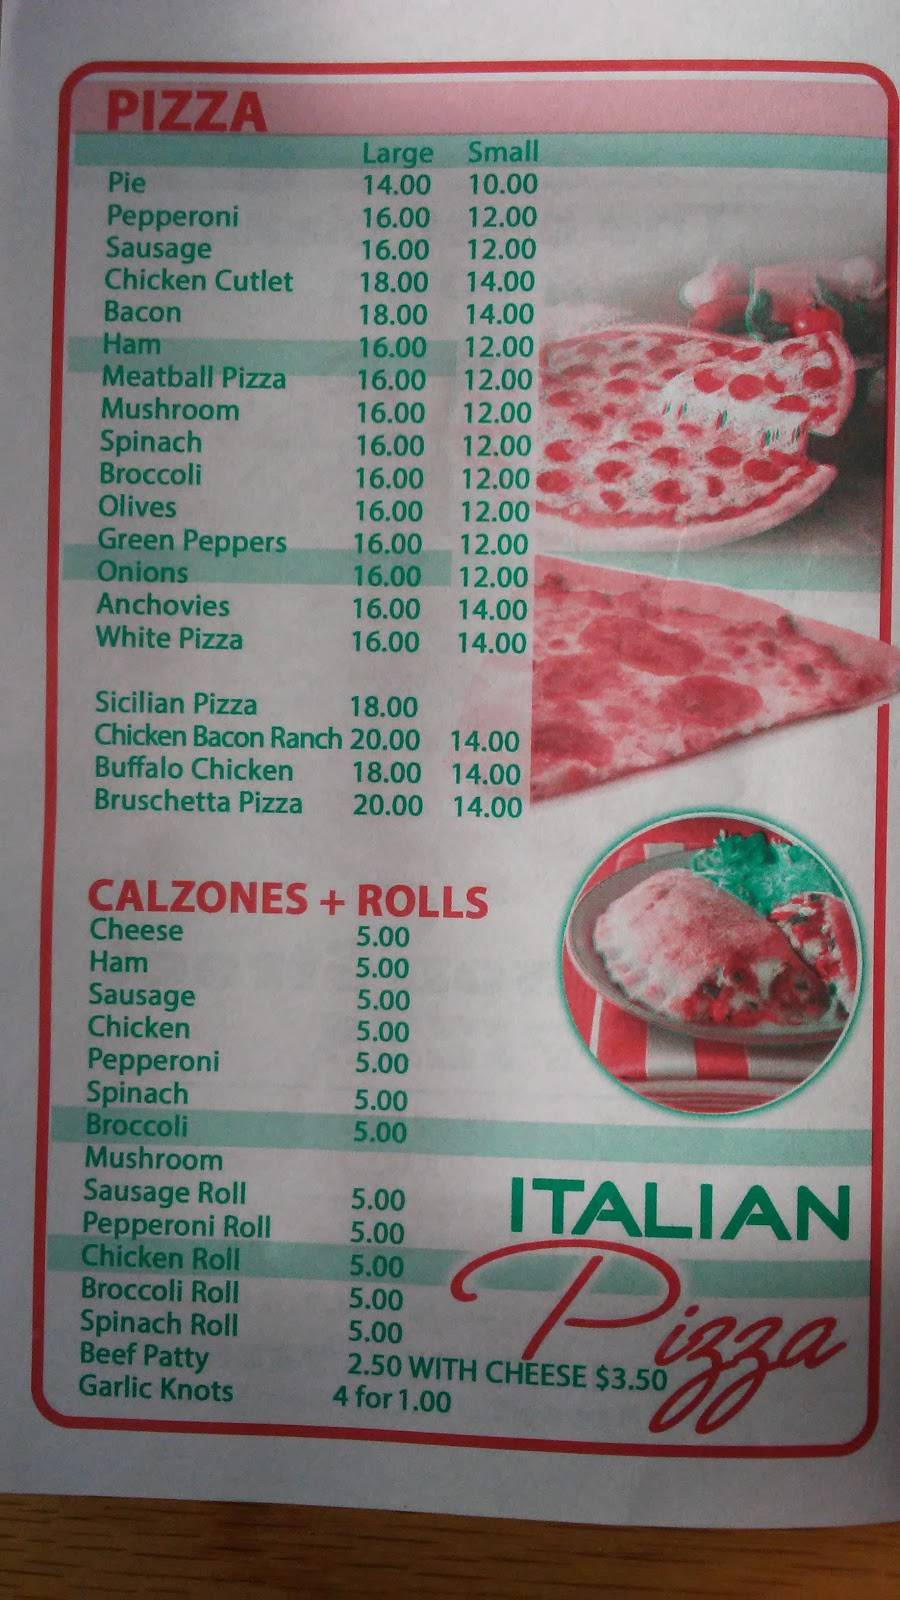 PIZZA
Large Small
Pie 14.00 10.00
Pepperoni 16.00 12.00
Sausage 16.00 12.00
Chicken Cutlet 18.00 14.00
Bacon 18.00 14.00
Ham 16.00 12.00
Meatball Pizza 16.00 12.00
Mushroom 16.00 12.00
Spinach 16.00 12.00
Broccoli 16.00 12.00
Olives 16.00 12.00
Green Peppers 16.00 12.00
Onions 16.00 12.00
Anchovies 16.00 14.00
White Pizza 16.00 14.00
Sicilian Pizza 18.00
Chicken Bacon Ranch 20.00 14.00
Buffalo Chicken 18.00 14.00
Bruschetta Pizza 20.00 14.00
CALZONES + ROLLS
Cheese 5.00
Ham 5.00
Sausage 5.00
Chicken 5.00
Pepperoni 5.00
Spinach 5.00
Broccoli 5.00
Mushroom
Sausage Roll 5.00
Pepperoni Roll 5.00
Chicken Roll 5.00
Broccoli Roll 5.00
Spinach Roll 5.00
Beef Patty 2.50 WITH CHEESE $3.50
Garlic Knots 4 for 1.00
ITALIAN
Pizza